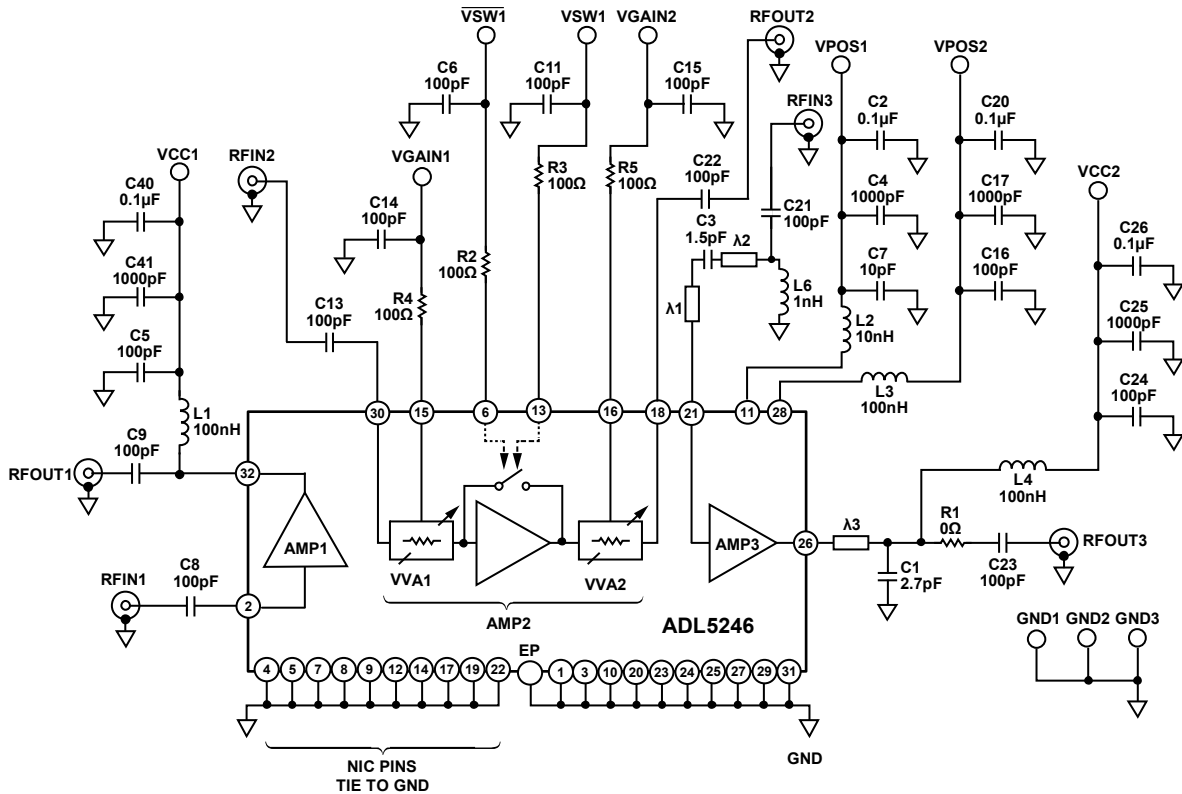 VSW1
VSW1
VGAIN2
RFOUT2
VPOS1
VPOS2
C6
100pF
C11
100pF
C15
100pF
RFIN3
C2
0.1µF
C20
0.1µF
VCC1
RFIN2
VGAIN1
R3
100Ω
R5
100Ω
C22
100pF
VCC2
C40
0.1µF
C14
100pF
C21
100pF
C4
1000pF
C17
1000pF
C3
1.5pF
λ2
C26
0.1µF
C41
1000pF
R2
100Ω
C7
10pF
C16
100pF
L6
1nH
C13
100pF
R4
100Ω
λ1
L2
10nH
C25
1000pF
C5
100pF
L3
100nH
C24
100pF
L1
100nH
30
15
6
13
16
18
21
11
28
C9
100pF
RFOUT1
32
L4
100nH
AMP1
VVA1
VVA2
AMP3
26
λ3
R1
0Ω
RFOUT3
C23
100pF
C1
2.7pF
C8
100pF
RFIN1
2
AMP2
ADL5246
GND1
GND2
GND3
EP
4
5
7
8
9
12
14
17
19
22
1
3
10
20
23
24
25
27
29
31
GND
NIC PINS
TIE TO GND